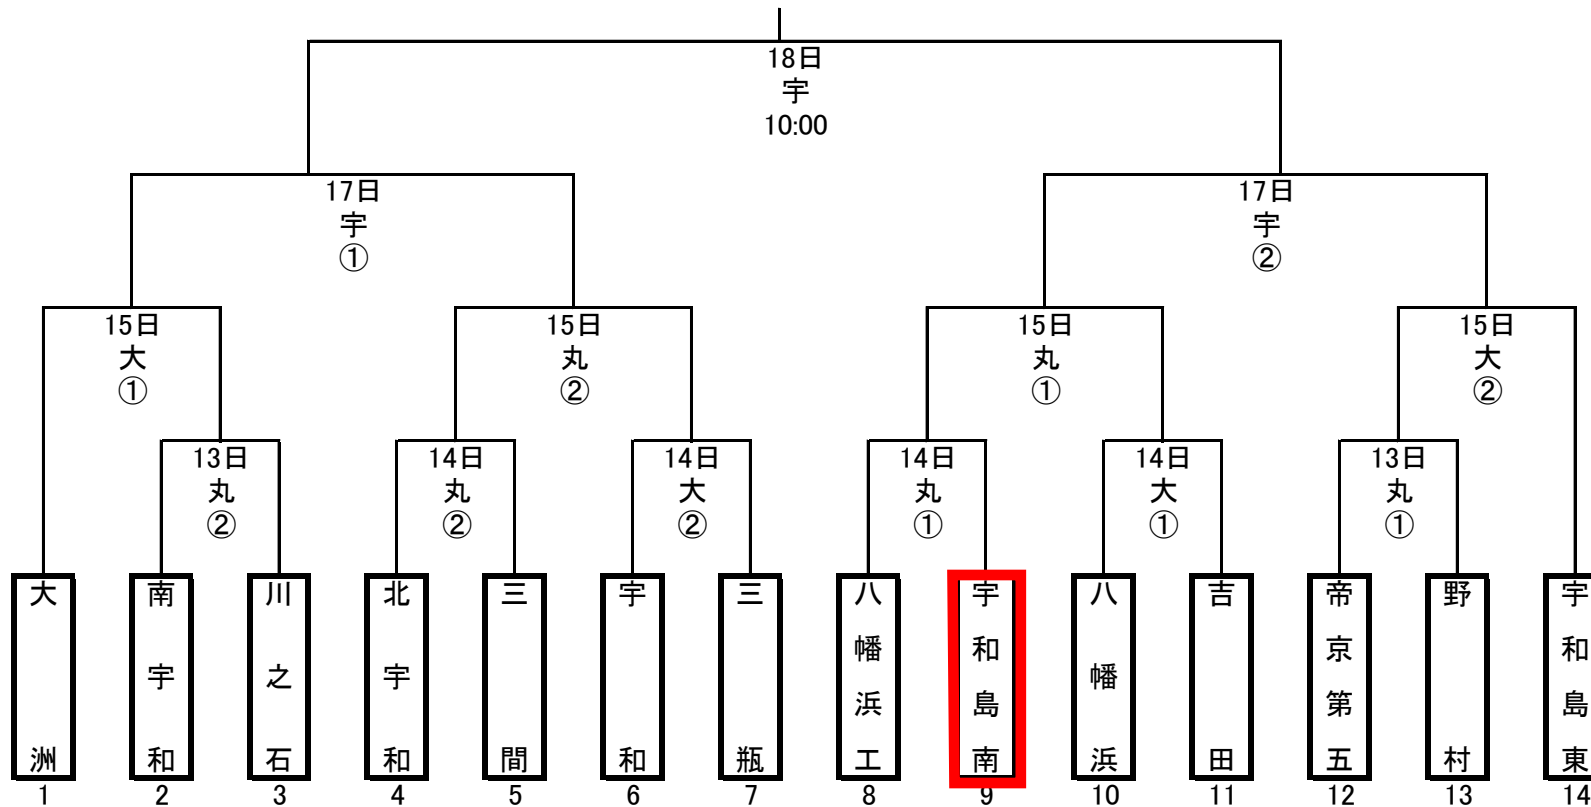 18日
宇
10:00
17日
宇
①
17日
宇
②
15日
大
①
15日
丸
②
15日
丸
①
15日
大
②
13日
丸
②
14日
丸
②
14日
大
②
14日
丸
①
14日
大
①
13日
丸
①
大洲
南宇和
川之石
北宇和
三間
宇和
三瓶
八幡浜工
宇和島南
八幡浜
吉田
帝京第五
野村
宇和島東
1 2 3 4 5 6 7 8 9 10 11 12 13 14